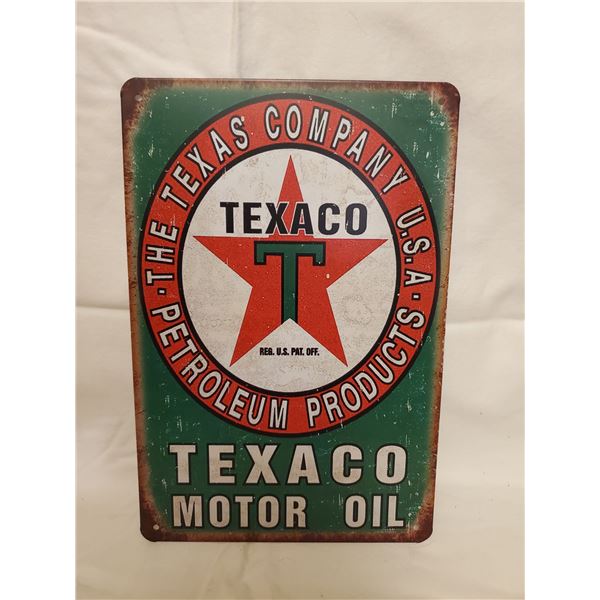 ·THE TEXAS COMPANY U.S.A·
PETROLEUM PRODUCTS
TEXACO
T
REG. U.S. PAT. OFF.
TEXACO
MOTOR OIL